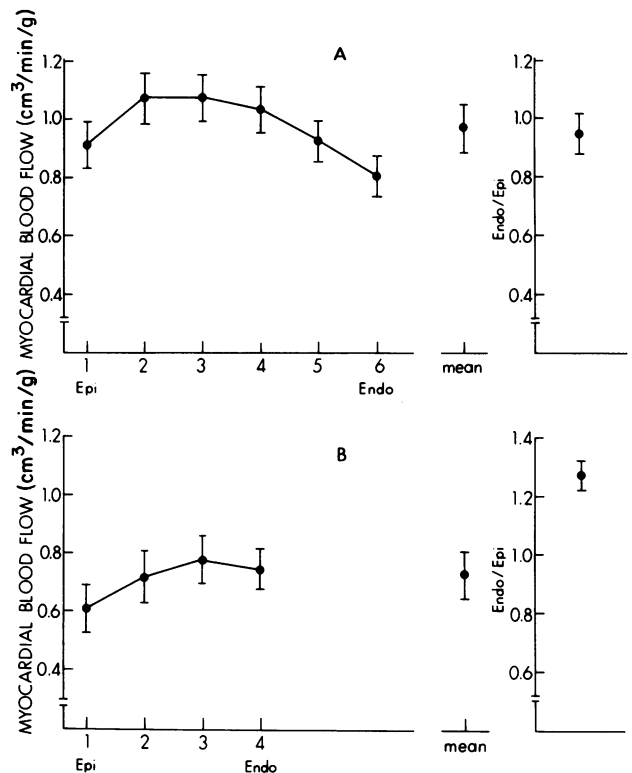 A
MYOCARDIAL BLOOD FLOW (cm³/min/g)
1.2
1.0
0.8
0.6
0.4
1 2 3 4 5 6 mean
Epi Endo
Endo/Epi
1.2
1.0
0.8
0.6
0.4
B
MYOCARDIAL BLOOD FLOW (cm³/min/g)
1.2
1.0
0.8
0.6
0.4
1 2 3 4 mean
Epi Endo
Endo/Epi
1.4
1.2
1.0
0.8
0.6